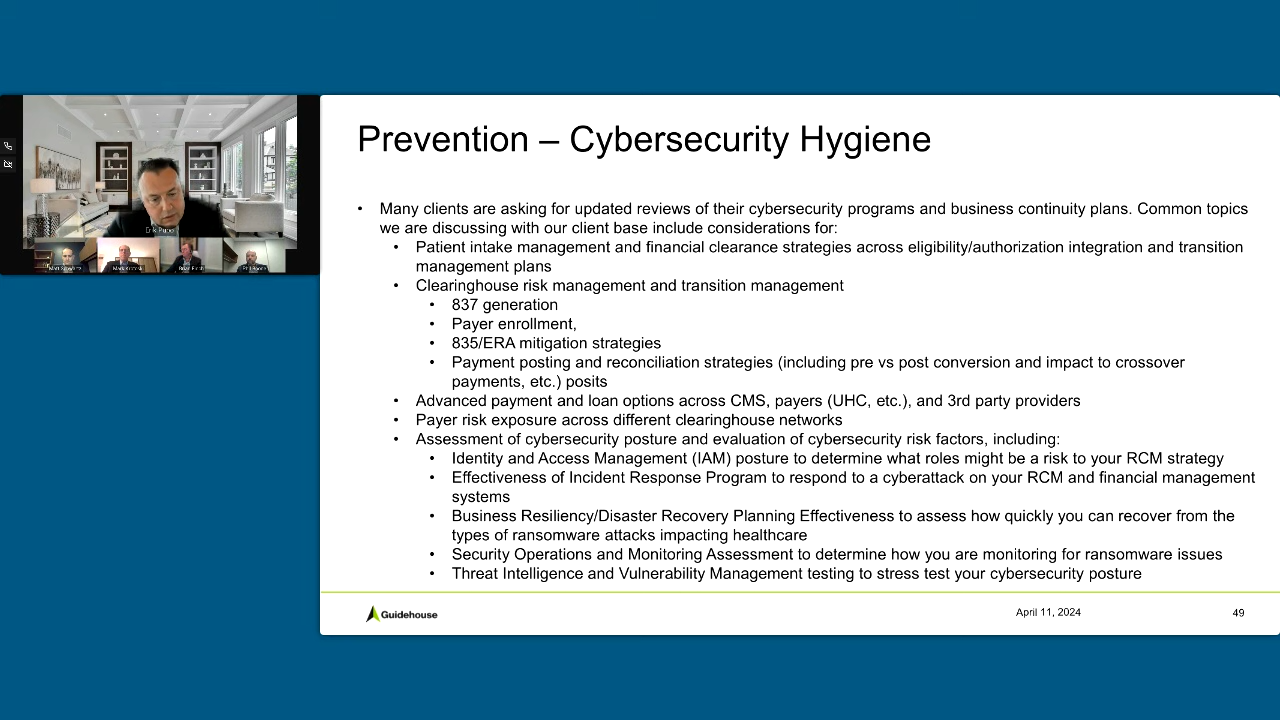 Prevention – Cybersecurity Hygiene
• Many clients are asking for updated reviews of their cybersecurity programs and business continuity plans. Common topics
we are discussing with our client base include considerations for:
• Patient intake management and financial clearance strategies across eligibility/authorization integration and transition
management plans
• Clearinghouse risk management and transition management
• 837 generation
• Payer enrollment,
• 835/ERA mitigation strategies
• Payment posting and reconciliation strategies (including pre vs post conversion and impact to crossover
payments, etc.) posits
• Advanced payment and loan options across CMS, payers (UHC, etc.), and 3rd party providers
• Payer risk exposure across different clearinghouse networks
• Assessment of cybersecurity posture and evaluation of cybersecurity risk factors, including:
• Identity and Access Management (IAM) posture to determine what roles might be a risk to your RCM strategy
• Effectiveness of Incident Response Program to respond to a cyberattack on your RCM and financial management
systems
• Business Resiliency/Disaster Recovery Planning Effectiveness to assess how quickly you can recover from the
types of ransomware attacks impacting healthcare
• Security Operations and Monitoring Assessment to determine how you are monitoring for ransomware issues
• Threat Intelligence and Vulnerability Management testing to stress test your cybersecurity posture
Guidehouse
April 11, 2024
49